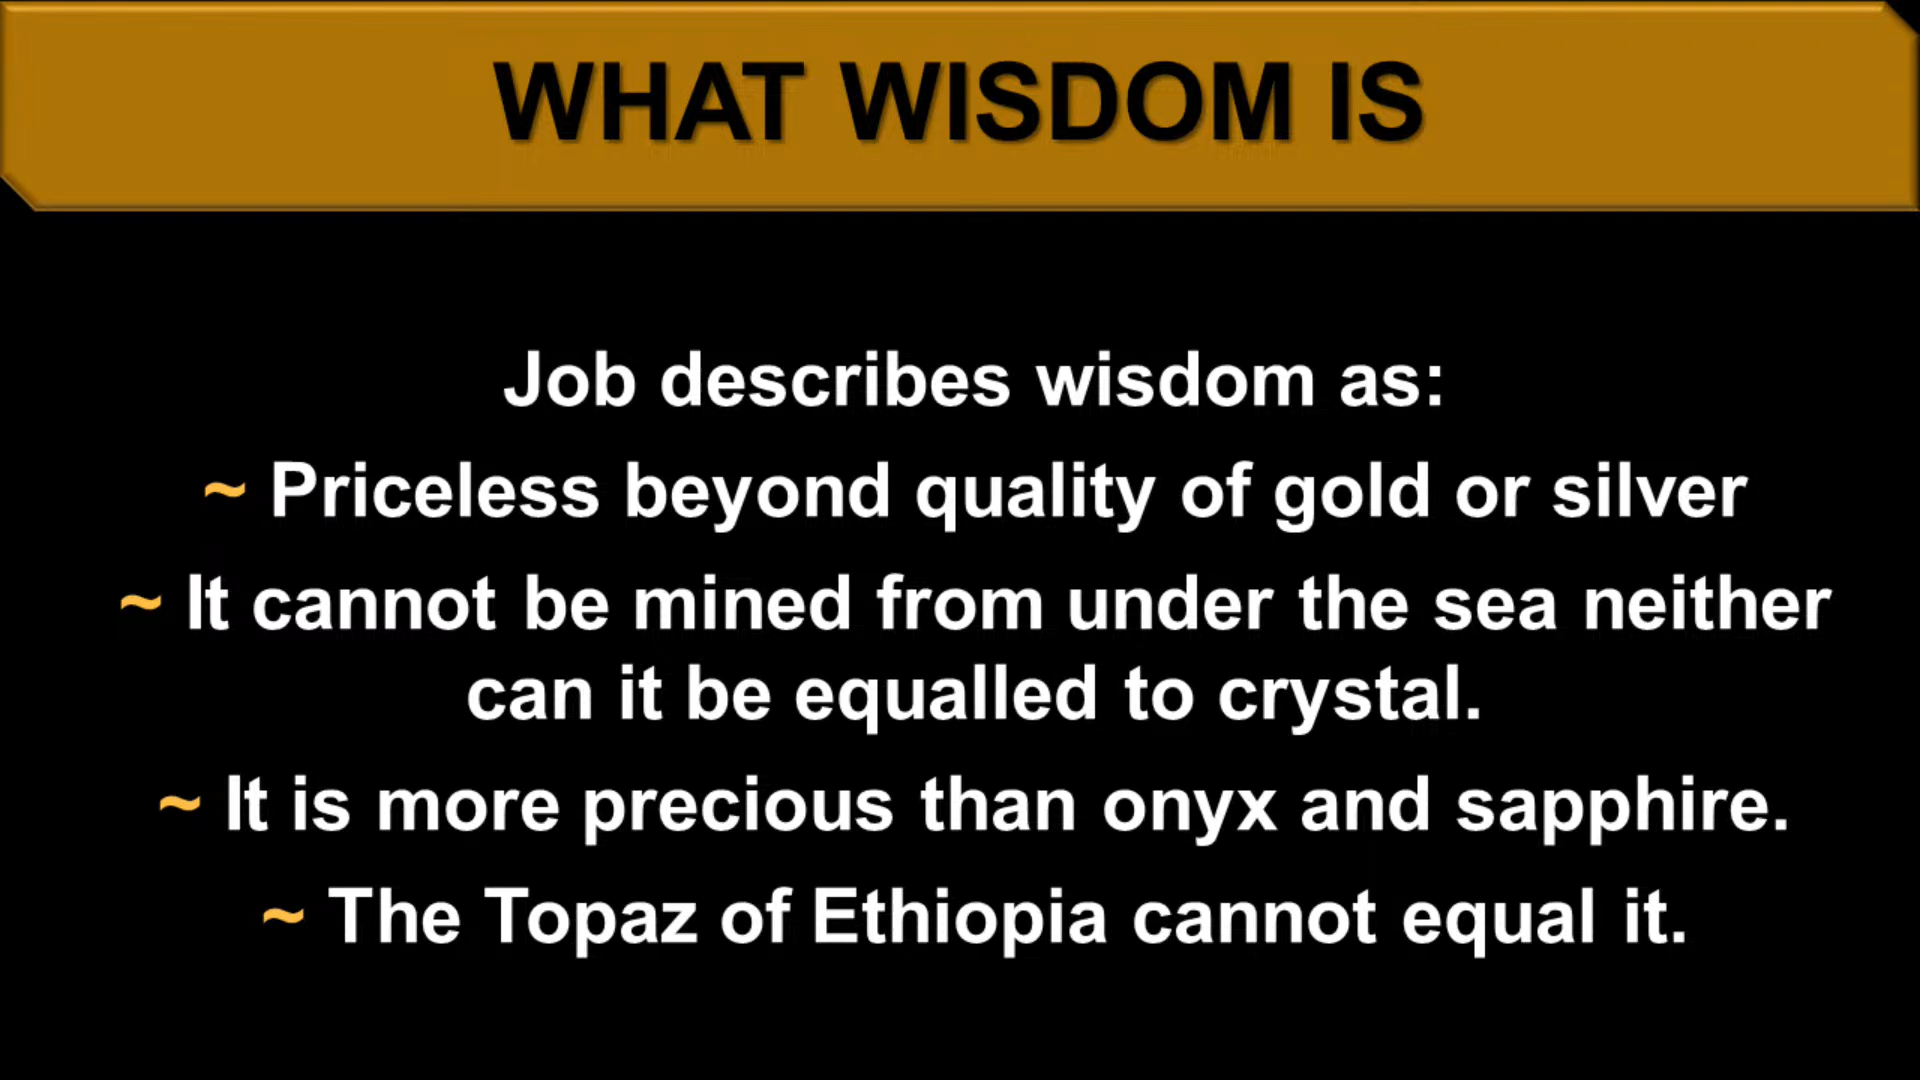 WHAT WISDOM IS
Job describes wisdom as:
~ Priceless beyond quality of gold or silver
~ It cannot be mined from under the sea neither
can it be equalled to crystal.
~ It is more precious than onyx and sapphire.
~ The Topaz of Ethiopia cannot equal it.